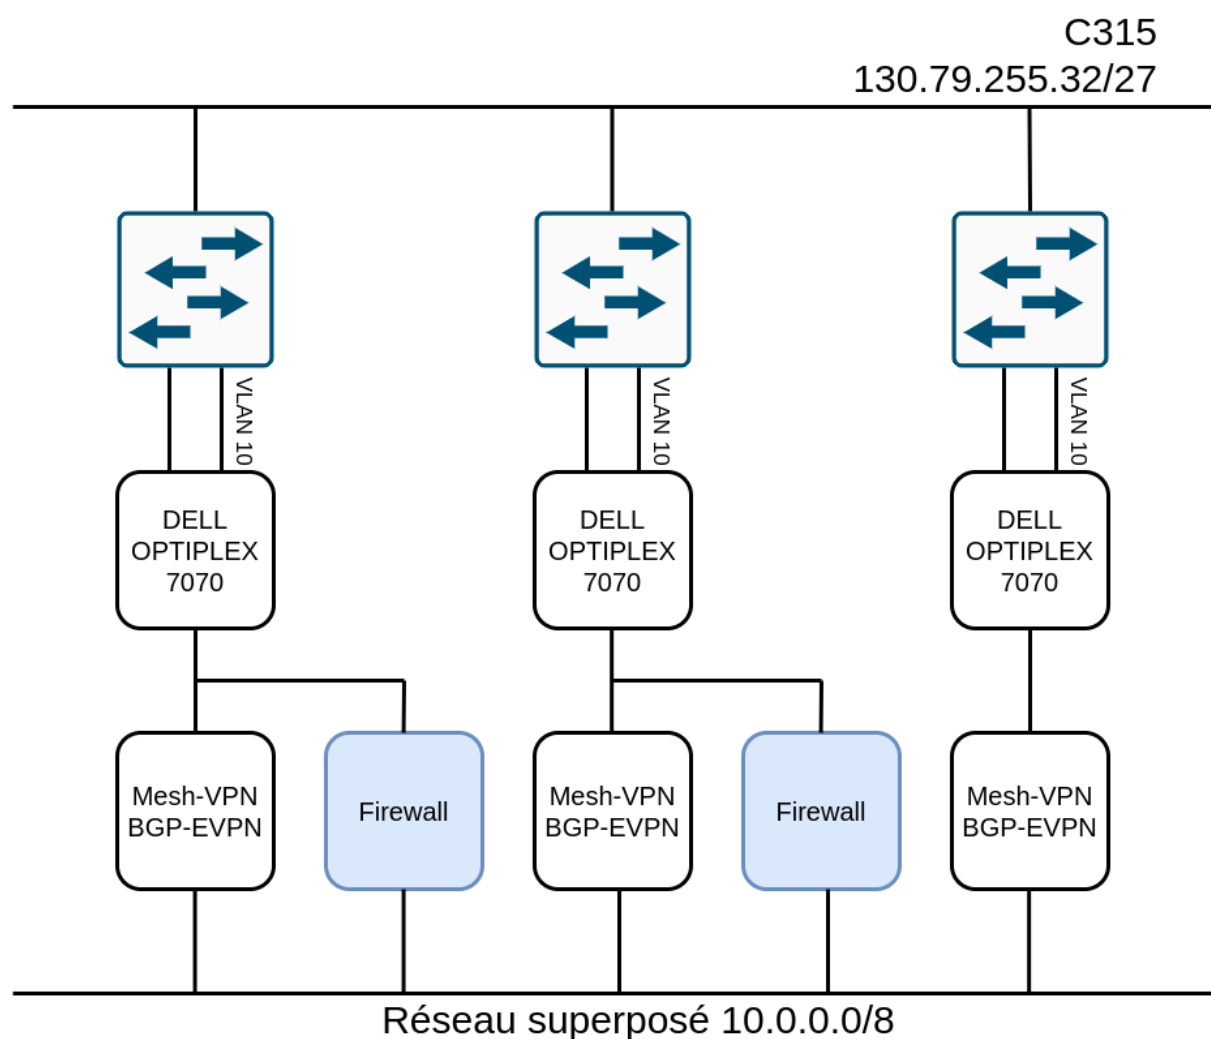 C315
130.79.255.32/27
VLAN 10
VLAN 10
VLAN 10
DELL
OPTIPLEX
7070
DELL
OPTIPLEX
7070
DELL
OPTIPLEX
7070
Mesh-VPN
BGP-EVPN
Firewall
Mesh-VPN
BGP-EVPN
Firewall
Mesh-VPN
BGP-EVPN
Réseau superposé 10.0.0.0/8